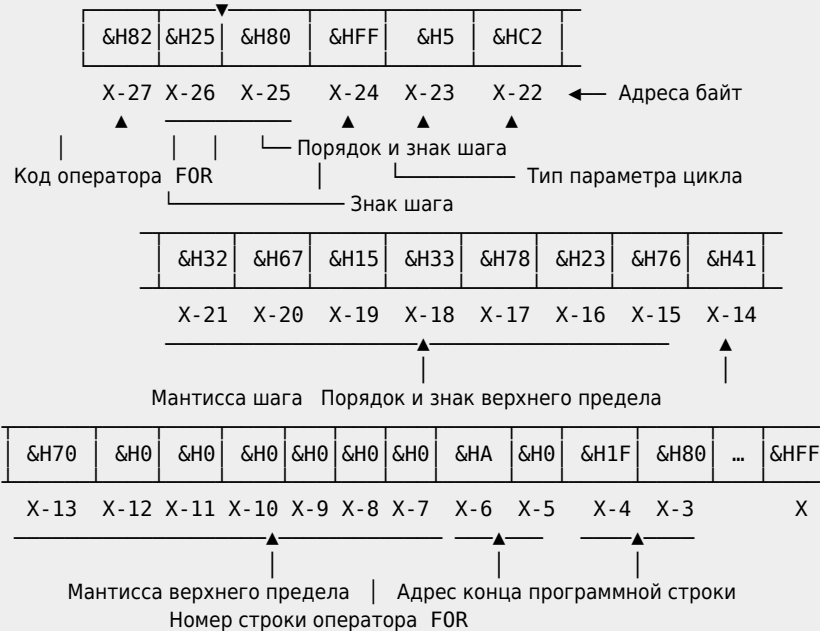 &H82 &H25 &H80 &HFF &H5 &HC2
X-27 X-26 X-25 X-24 X-23 X-22 Адреса байт
Порядок и знак шага
Код оператора FOR Тип параметра цикла
Знак шага
&H32 &H67 &H15 &H33 &H78 &H23 &H76 &H41
X-21 X-20 X-19 X-18 X-17 X-16 X-15 X-14
Мантисса шага Порядок и знак верхнего предела
&H70 &H0 &H0 &H0 &H0 &H0 &H0 &HA &H0 &H1F &H80 … &HFF
X-13 X-12 X-11 X-10 X-9 X-8 X-7 X-6 X-5 X-4 X-3 X
Мантисса верхнего предела Адрес конца программной строки
Номер строки оператора FOR